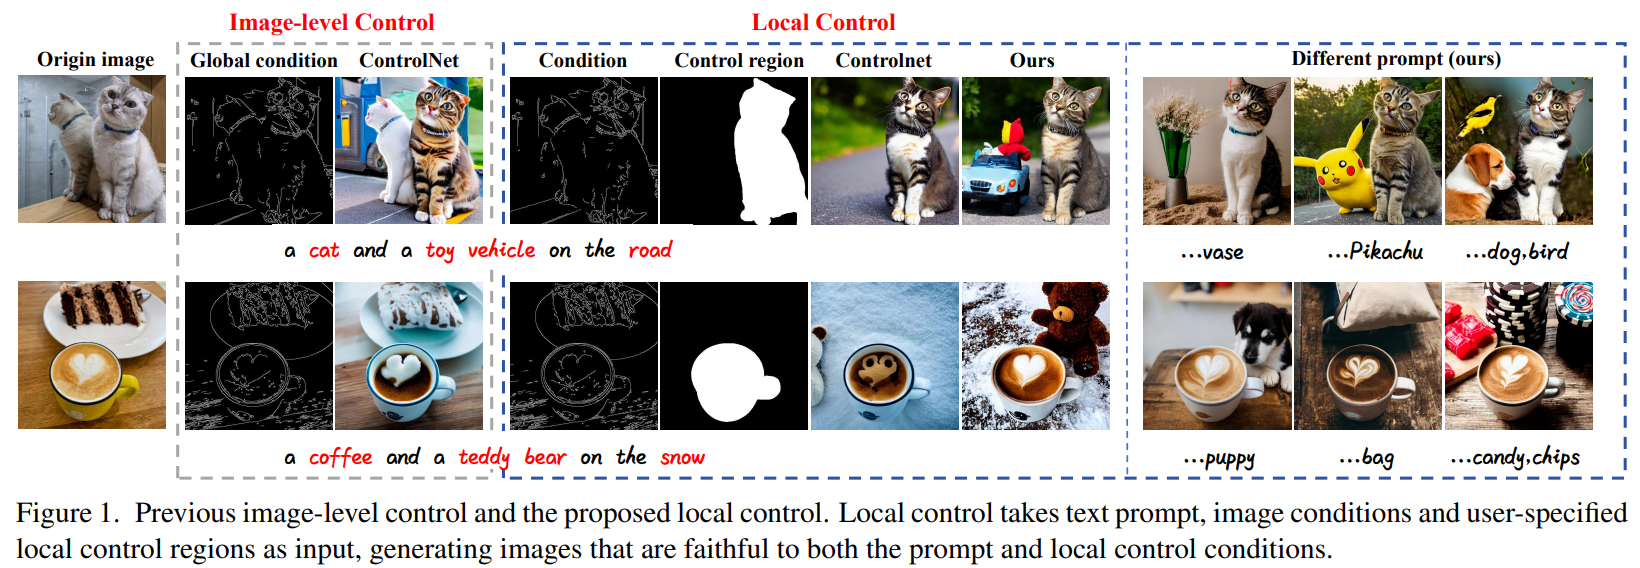 Image-level Control
Local Control
Origin image
Global condition
ControlNet
Condition
Control region
Controlnet
Ours
Different prompt (ours)
a cat and a toy vehicle on the road
...vase
...Pikachu
...dog,bird
a coffee and a teddy bear on the snow
...puppy
...bag
...candy,chips
Figure 1. Previous image-level control and the proposed local control. Local control takes text prompt, image conditions and user-specified
local control regions as input, generating images that are faithful to both the prompt and local control conditions.